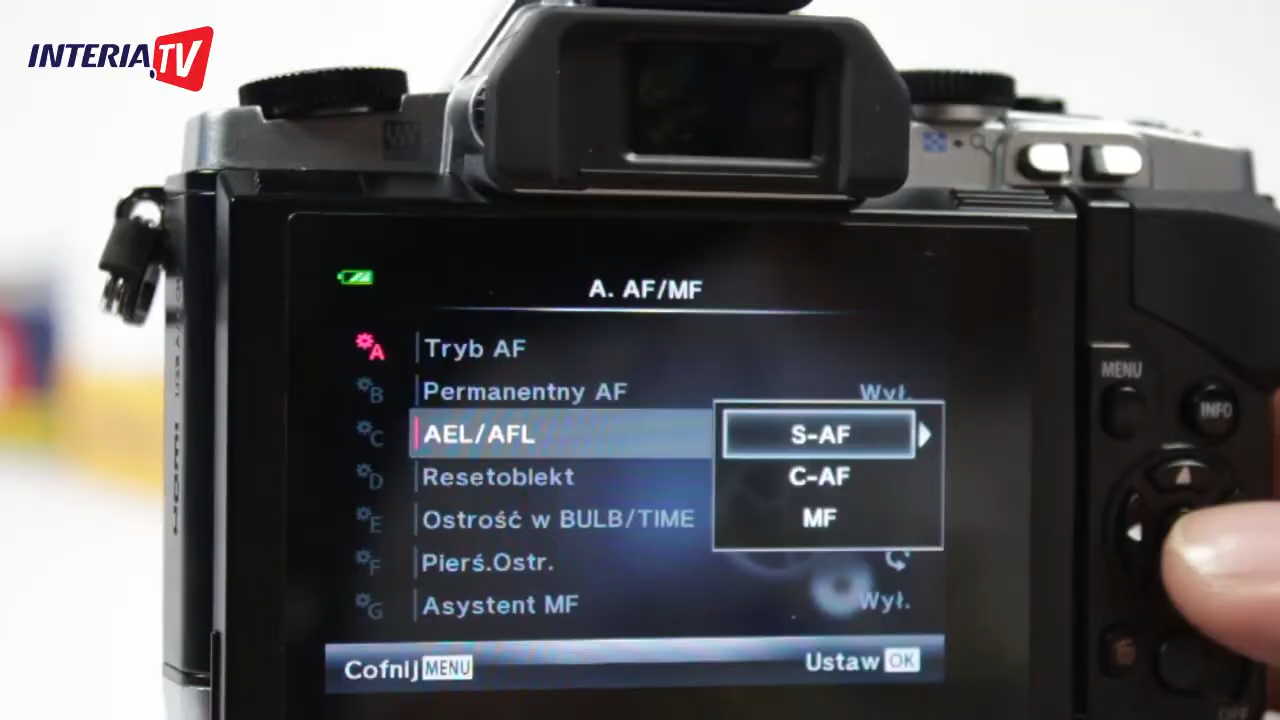 INTERIA.TV
A. AF/MF
A
Tryb AF
B
Permanentny AF
Wył.
C
AEL/AFL
S-AF
D
Resetobiekt
C-AF
E
Ostrość w BULB/TIME
MF
F
Pierś.Ostr.
G
Asystent MF
Wył.
Cofnij MENU
Ustaw OK
MENU
INFO